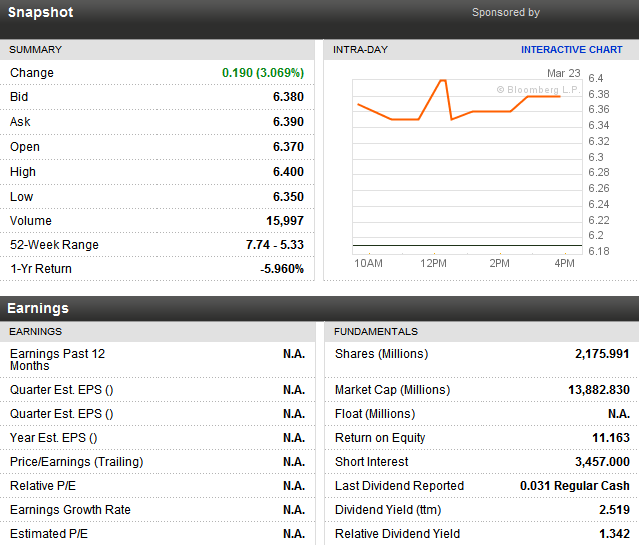 Snapshot
Sponsored by
SUMMARY
Change 0.190 (3.069%)
Bid 6.380
Ask 6.390
Open 6.370
High 6.400
Low 6.350
Volume 15,997
52-Week Range 7.74 - 5.33
1-Yr Return -5.960%
INTRA-DAY INTERACTIVE CHART
Mar 23
© Bloomberg L.P.
6.4
6.38
6.36
6.34
6.32
6.3
6.28
6.26
6.24
6.22
6.2
6.18
10AM 12PM 2PM 4PM
Earnings
EARNINGS
Earnings Past 12 N.A.
Months
Quarter Est. EPS () N.A.
Quarter Est. EPS () N.A.
Year Est. EPS () N.A.
Price/Earnings (Trailing) N.A.
Relative P/E N.A.
Earnings Growth Rate N.A.
Estimated P/E N.A.
FUNDAMENTALS
Shares (Millions) 2,175.991
Market Cap (Millions) 13,882.830
Float (Millions) N.A.
Return on Equity 11.163
Short Interest 3,457.000
Last Dividend Reported 0.031 Regular Cash
Dividend Yield (ttm) 2.519
Relative Dividend Yield 1.342